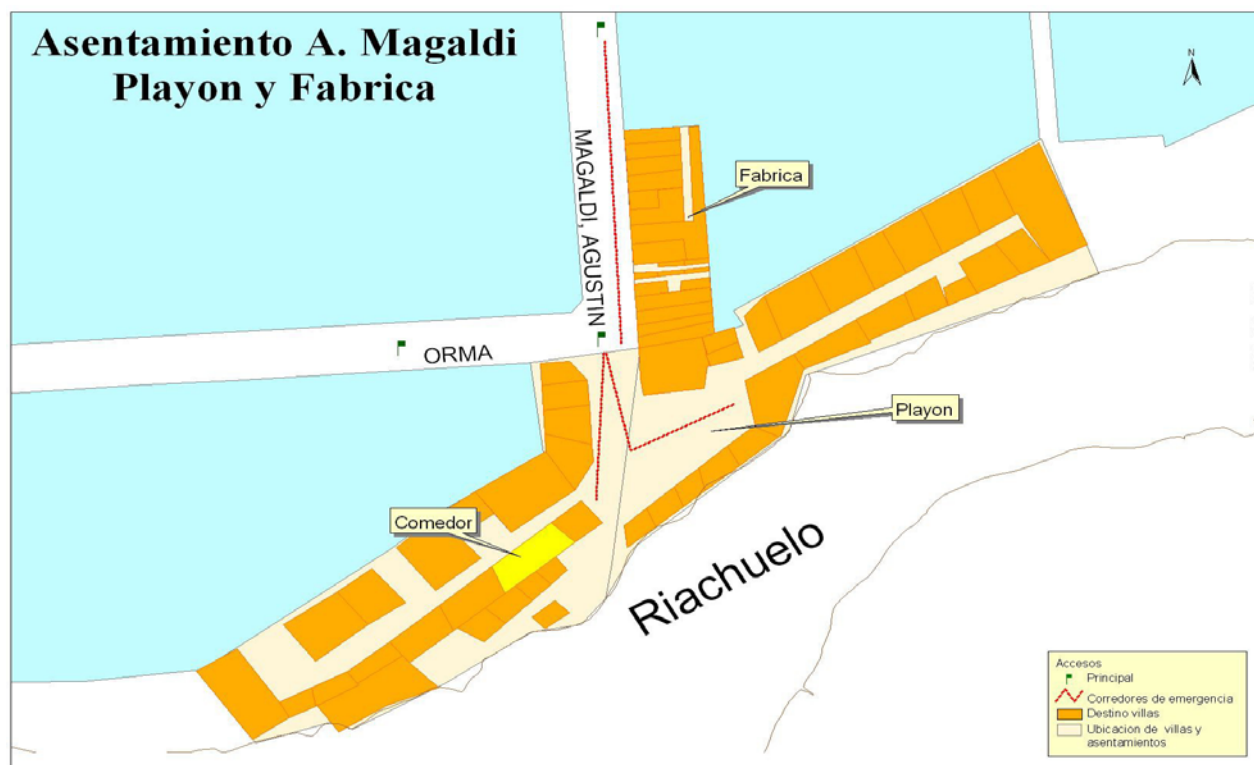 Asentamiento A. Magaldi
Playon y Fabrica
N
MAGALDI, AGUSTIN
Fabrica
ORMA
Playon
Comedor
Riachuelo
Accesos
Principal
Corredores de emergencia
Destino villas
Ubicacion de villas y
asentamientos